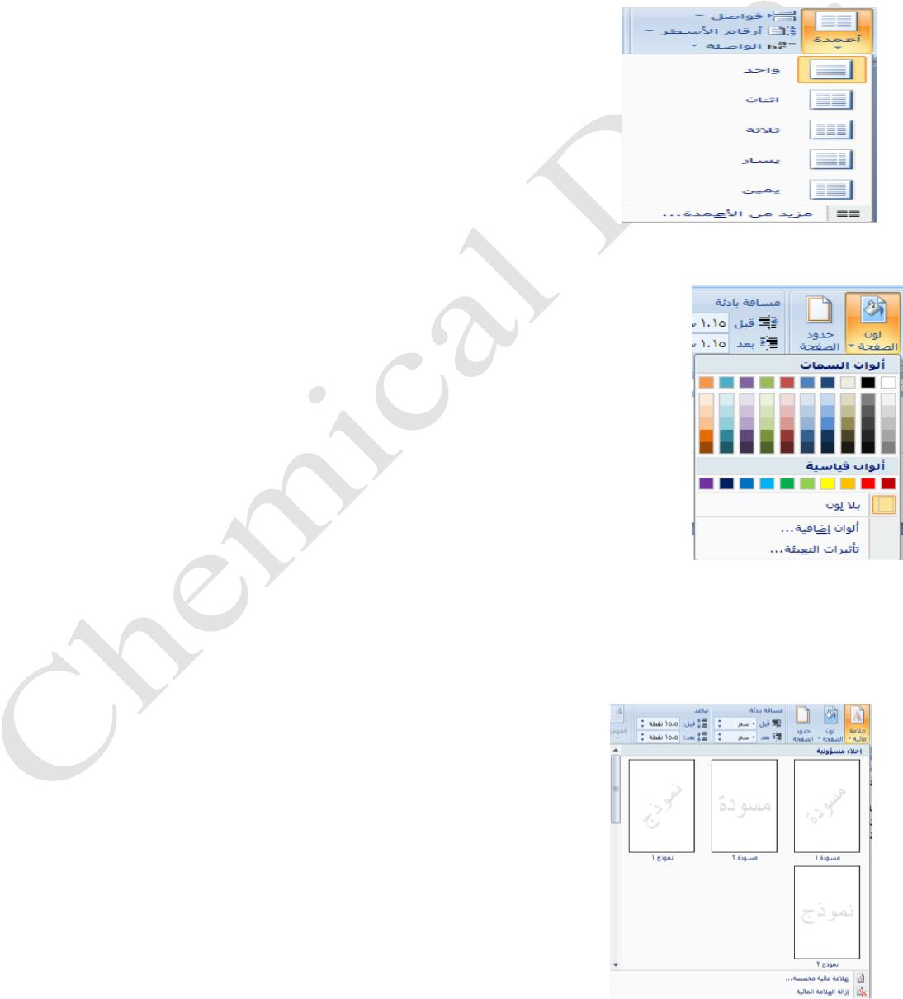 Chemical D
أعمدة
فواصل
أرقام الأسطر
الواصلة
واحد
اثنان
ثلاثة
يسار
يمين
مزيد من الأعمدة...
لون الصفحة
حدود الصفحة
مسافة بادئة
قبل ١.١٥
بعد ١.١٥
ألوان السمات
ألوان قياسية
بلا لون
ألوان إضافية...
تأثيرات التعبئة...
علامة مائية
لون الصفحة
حدود الصفحة
مسافة بادئة
قبل ٠ سم
بعد ٠ سم
تباعد
قبل: ١٥.٥ نقطة
بعد: ١٥.٥ نقطة
إخلاء مسؤولية
مسودة
مسودة
نموذج
مسودة ١
مسودة ٢
نموذج ١
نموذج
نموذج ٢
علامة مائية مخصصة...
إزالة العلامة المائية